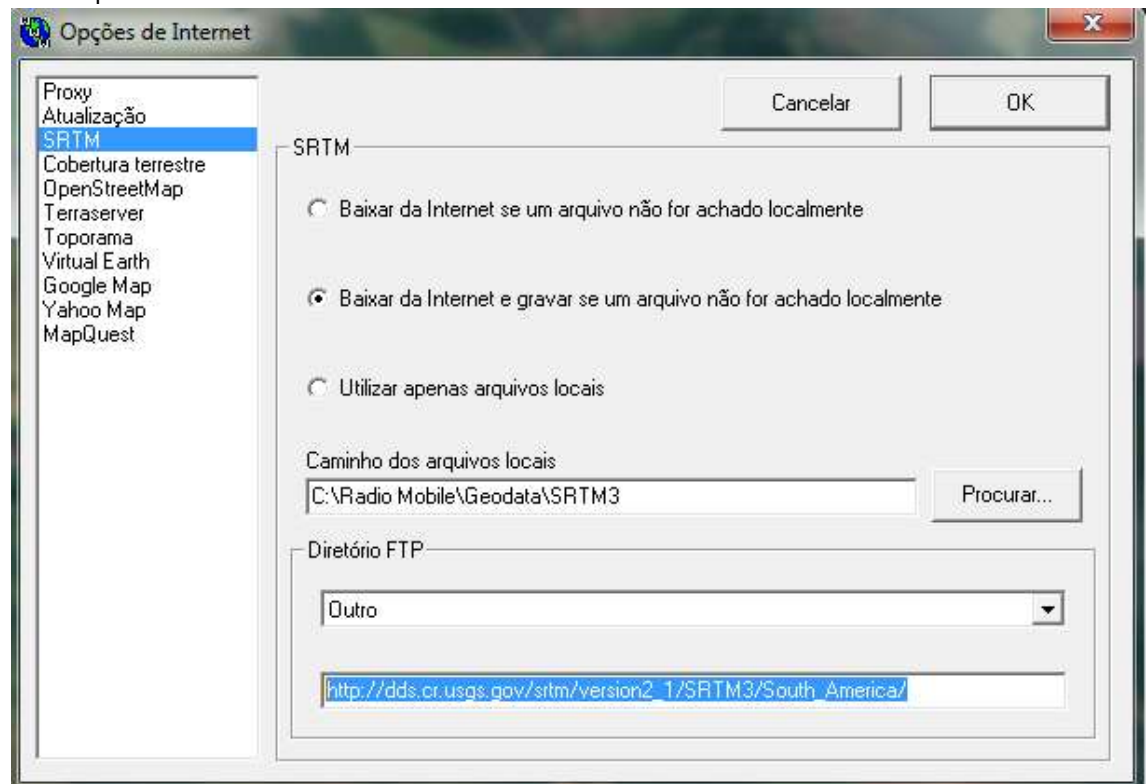 Opções de Internet
Proxy
Atualização
SRTM
Cobertura terrestre
OpenStreetMap
Terraserver
Toporama
Virtual Earth
Google Map
Yahoo Map
MapQuest
Cancelar
OK
SRTM
Baixar da Internet se um arquivo não for achado localmente
Baixar da Internet e gravar se um arquivo não for achado localmente
Utilizar apenas arquivos locais
Caminho dos arquivos locais
C:\Radio Mobile\Geodata\SRTM3
Procurar...
Diretório FTP
Outro
http://dds.cr.usgs.gov/srtm/version2_1/SRTM3/South_America/